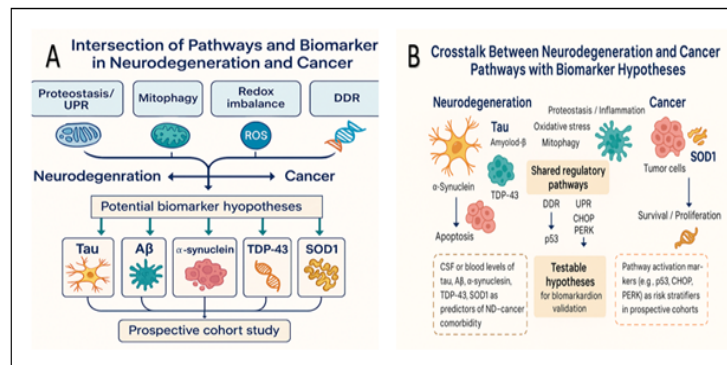 A
Intersection of Pathways and Biomarker
in Neurodegeneration and Cancer
Proteostasis/
UPR
Mitophagy
Redox
imbalance
DDR
ROS
Neurodegenration
Cancer
Potential biomarker hyopotheses
Tau
Aβ
α-synuclein
TDP-43
SOD1
Prospective cohort study
B
Crosstalk Between Neurodegeneration and Cancer
Pathways with Biomarker Hypotheses
Neurodegeneration
Proteostasis / Inflammation
Cancer
Tau
Oxidative stress
Amyolod-β
Mitophagy
SOD1
Tumor cells
α-Synuclein
TDP-43
Shared regulatory
pathways
DDR
UPR
CHOP
PERK
p53
Apoptosis
Survival / Proliferation
CSF or blood levels of
tau, Aβ, α-synuclesin,
TDP-43, SOD1 as
predictors of ND–cancer
comorbidity
Testable
hypotheses
for biomarkardion
validation
Pathway activation mar-
kers (e.g., p53, CHOP,
PERK) as risk stratifiers
in prospective cohorts